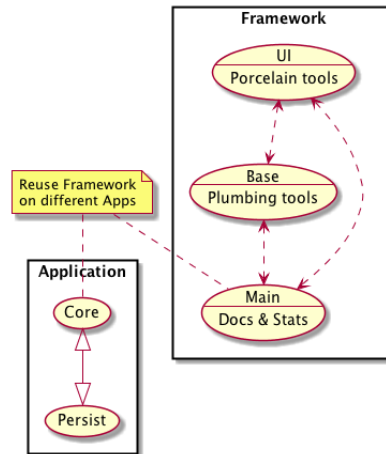 Framework
UI
Porcelain tools
Base
Plumbing tools
Reuse Framework
on different Apps
Application
Core
Main
Docs & Stats
Persist